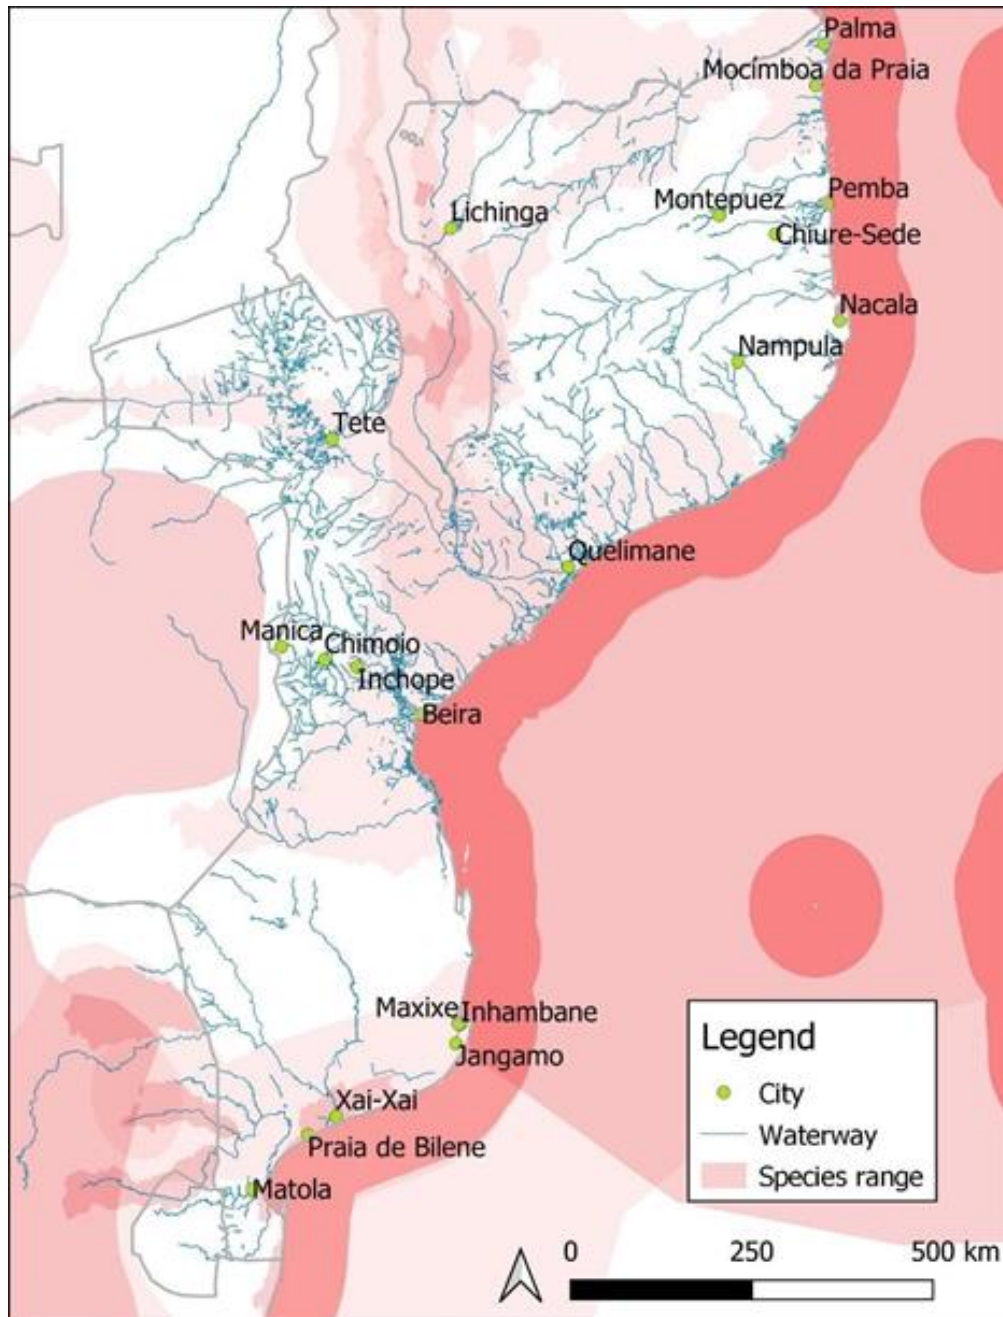 Palma
Mocímboa da Praia
Pemba
Montepuez
Lichinga
Chiure-Sede
Nacala
Nampula
Tete
Quelimane
Manica
Chimoio
Inchope
Beira
Maxixe
Inhambane
Jangamo
Xai-Xai
Praia de Bilene
Matola
Legend
City
Waterway
Species range
0 250 500 km